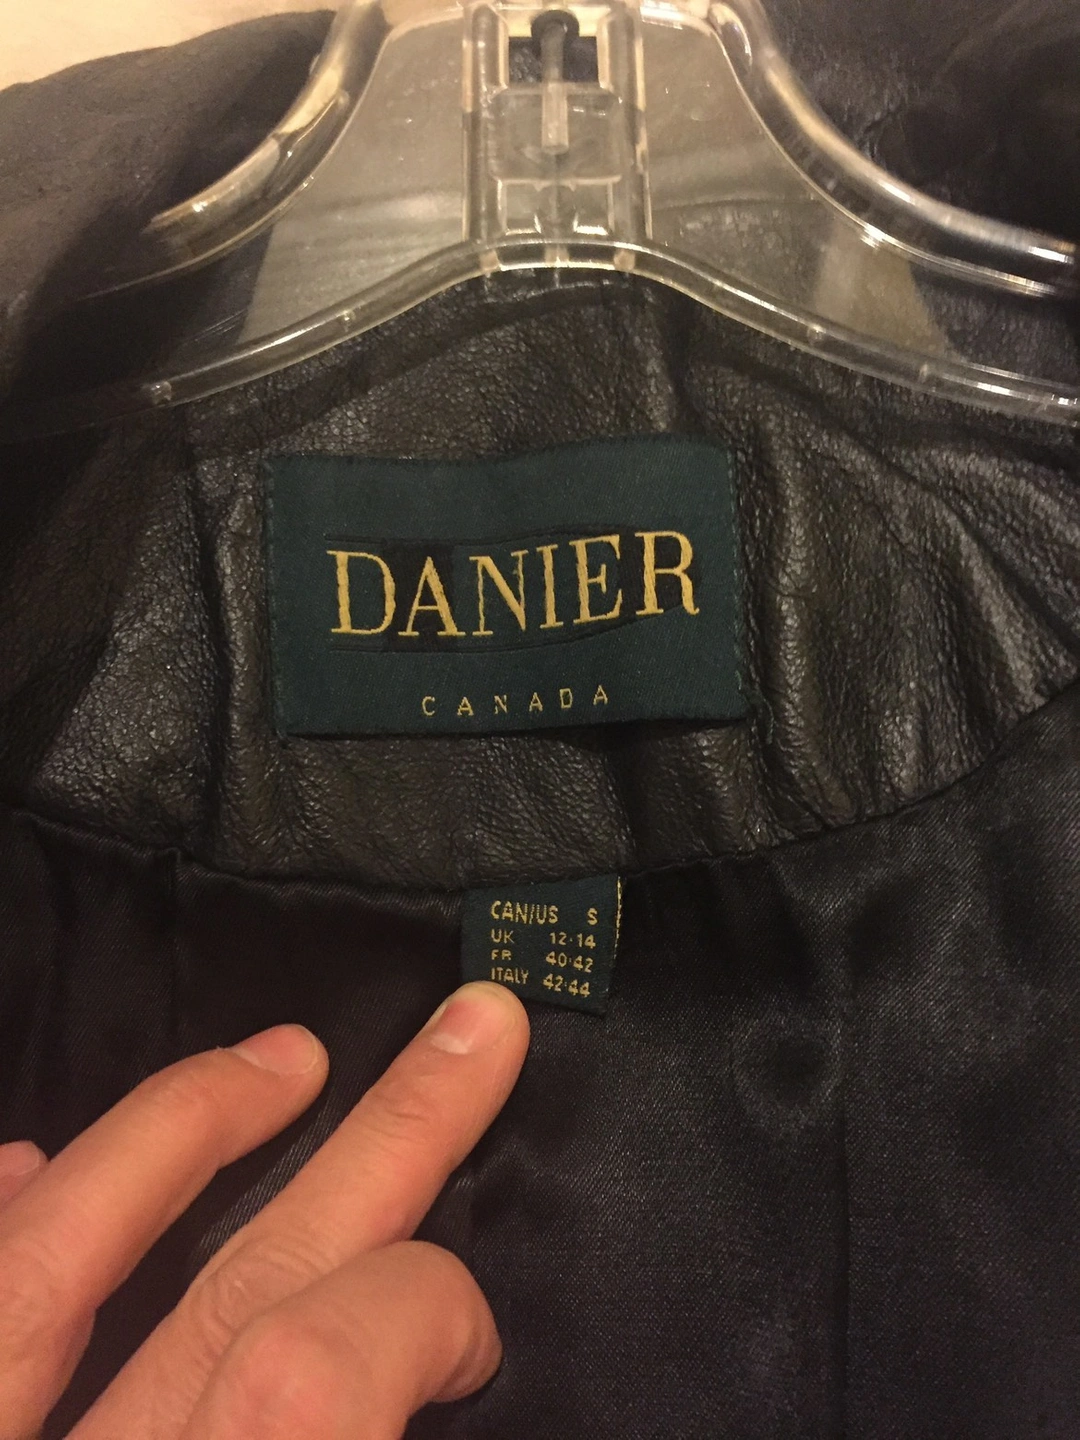 DANIER
CANADA
CAN/US S
UK 12·14
FR 40·42
ITALY 42·44